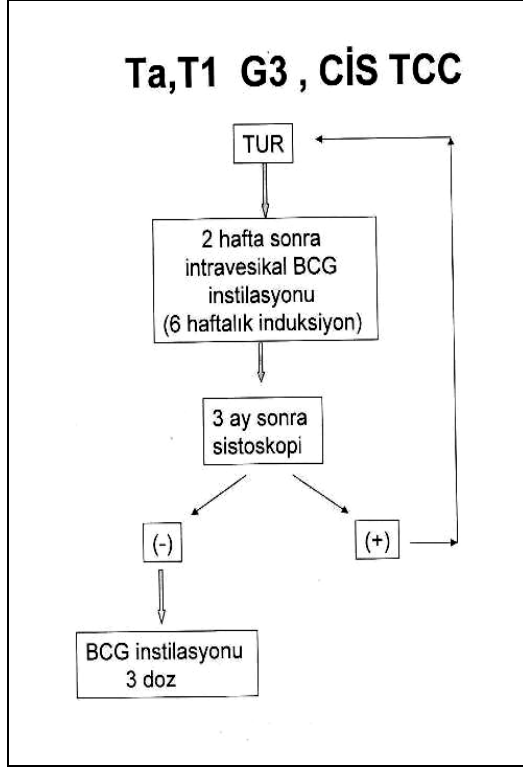 Ta,T1 G3 , CİS TCC
TUR
2 hafta sonra
intravesikal BCG
instilasyonu
(6 haftalık induksiyon)
3 ay sonra
sistoskopi
(-)
(+)
BCG instilasyonu
3 doz